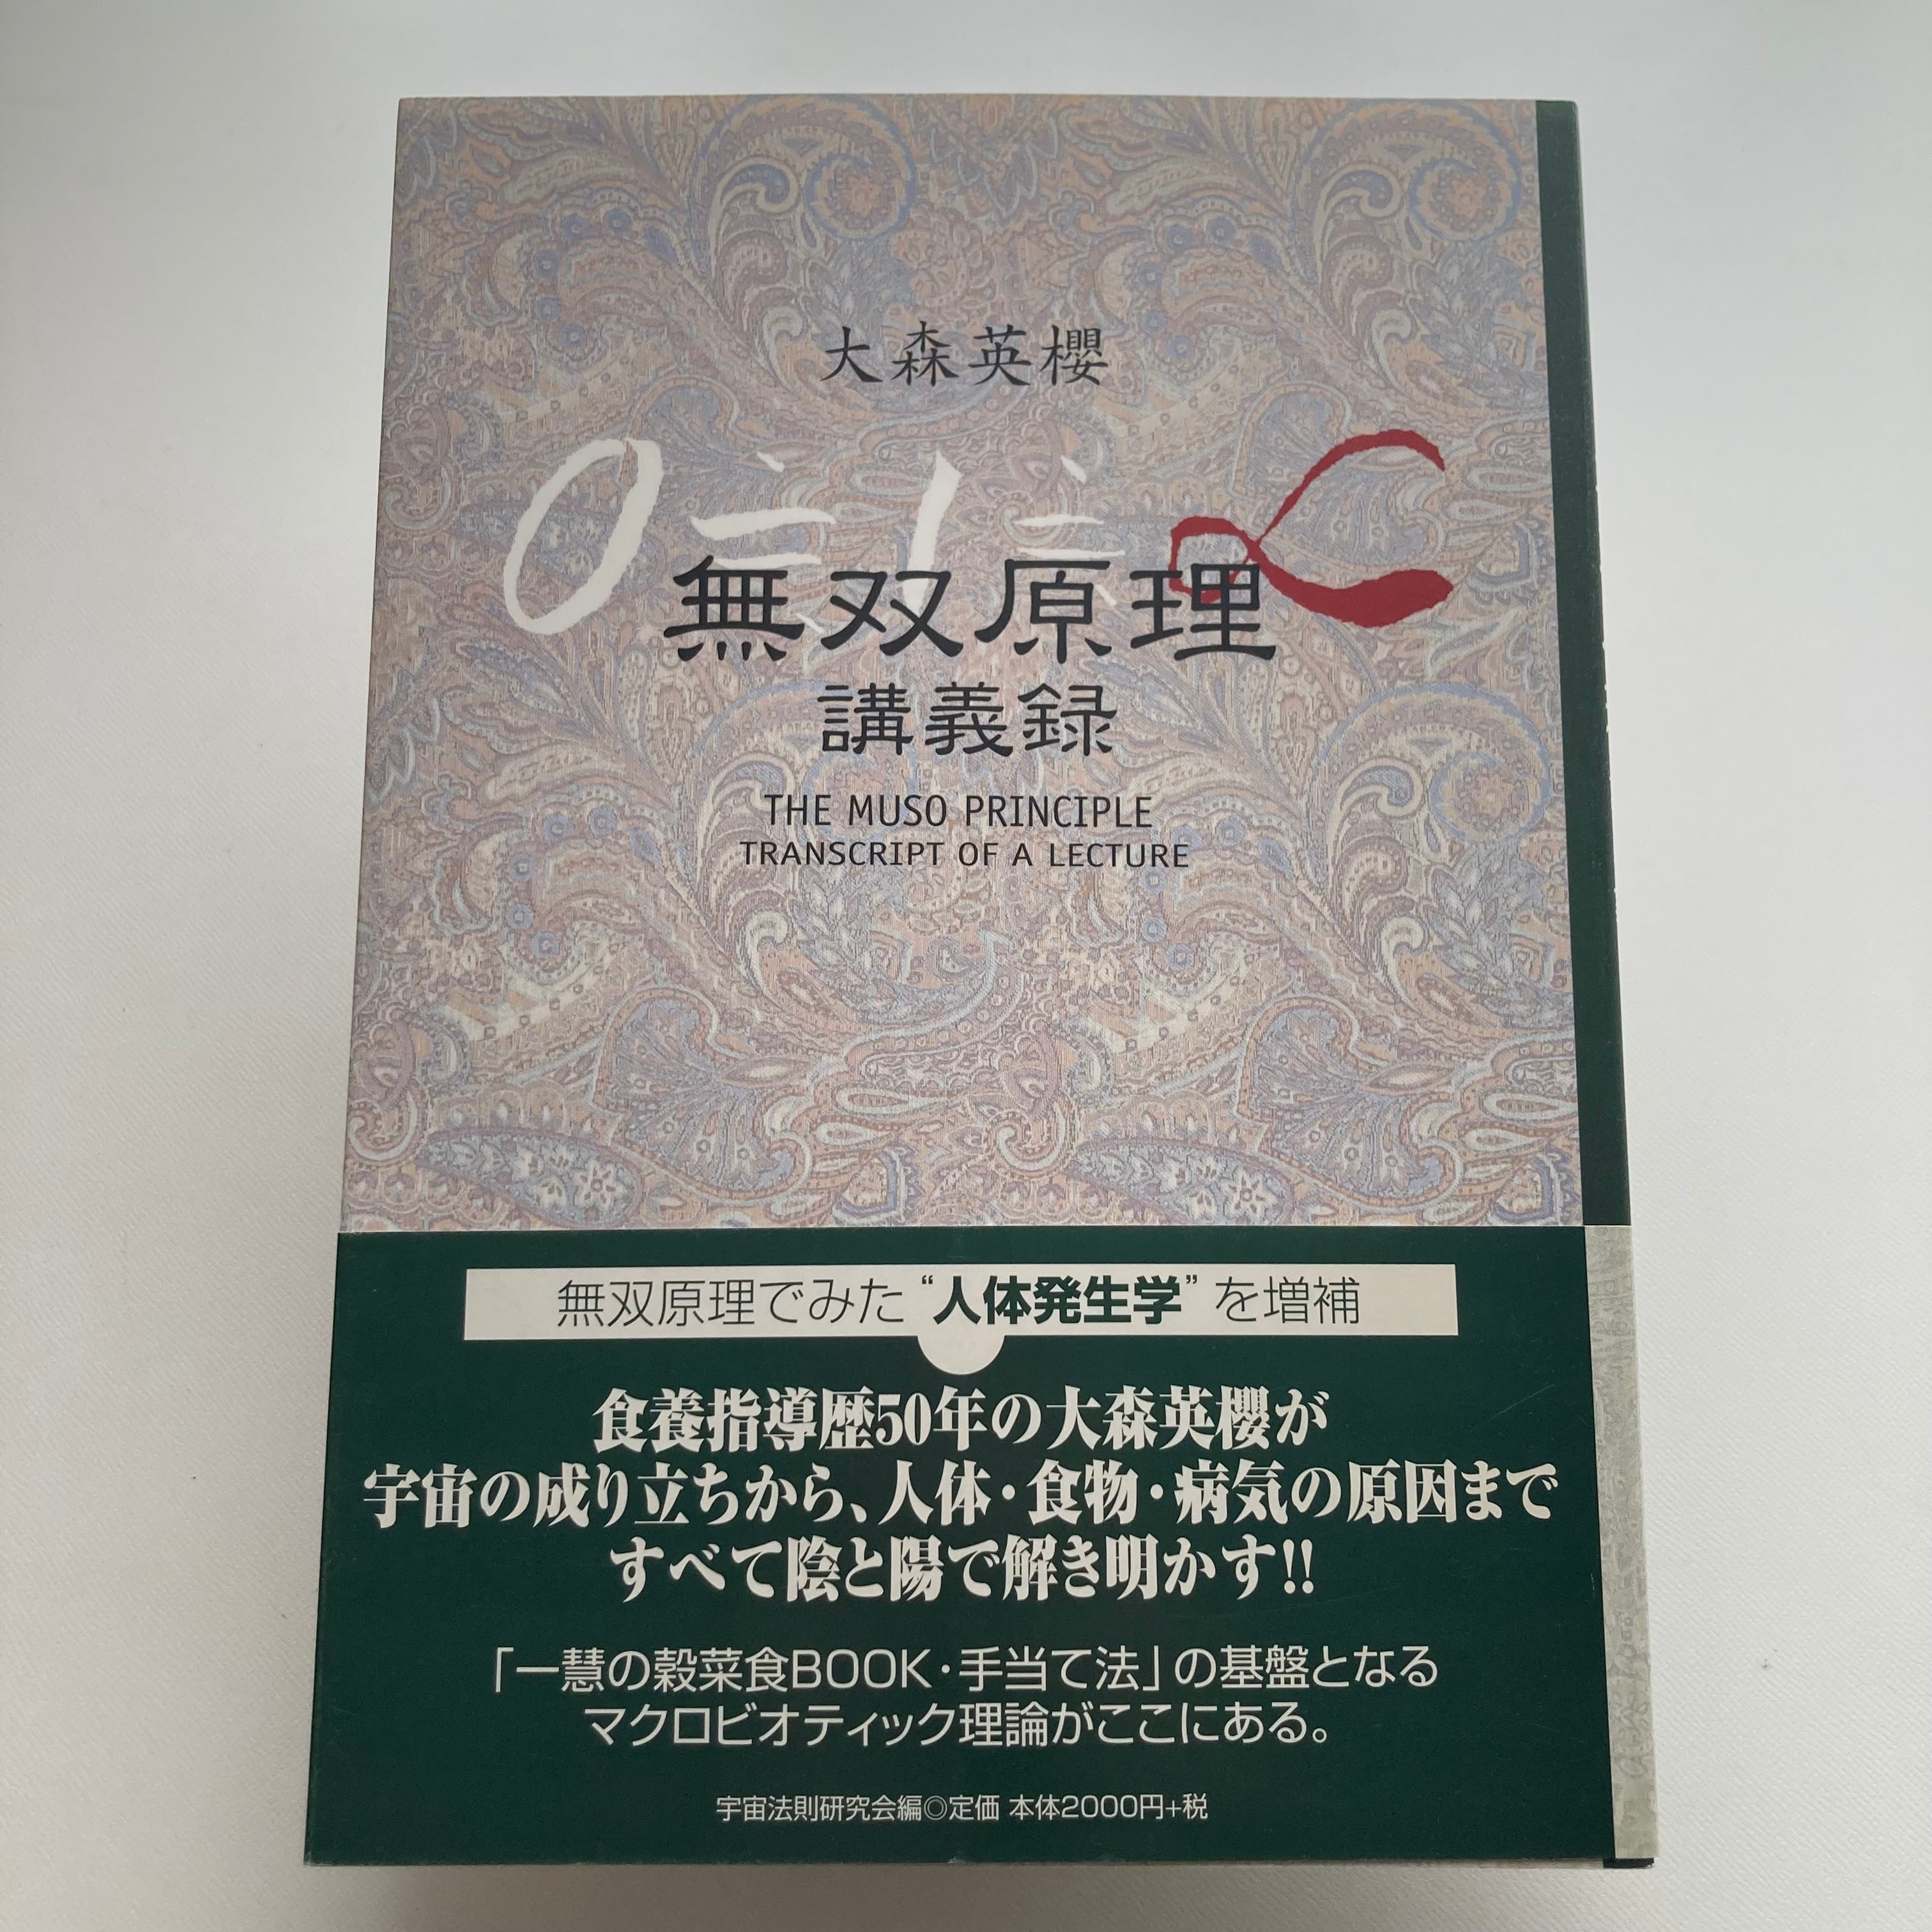 大森英櫻
無双原理
講義録
THE MUSO PRINCIPLE
TRANSCRIPT OF A LECTURE
無双原理でみた“人体発生学”を増補
食養指導歴50年の大森英櫻が
宇宙の成り立ちから、人体・食物・病気の原因まで
すべて陰と陽で解き明かす!!
「一慧の穀菜食BOOK・手当て法」の基盤となる
マクロビオティック理論がここにある。
宇宙法則研究会編◎定価 本体2000円+税